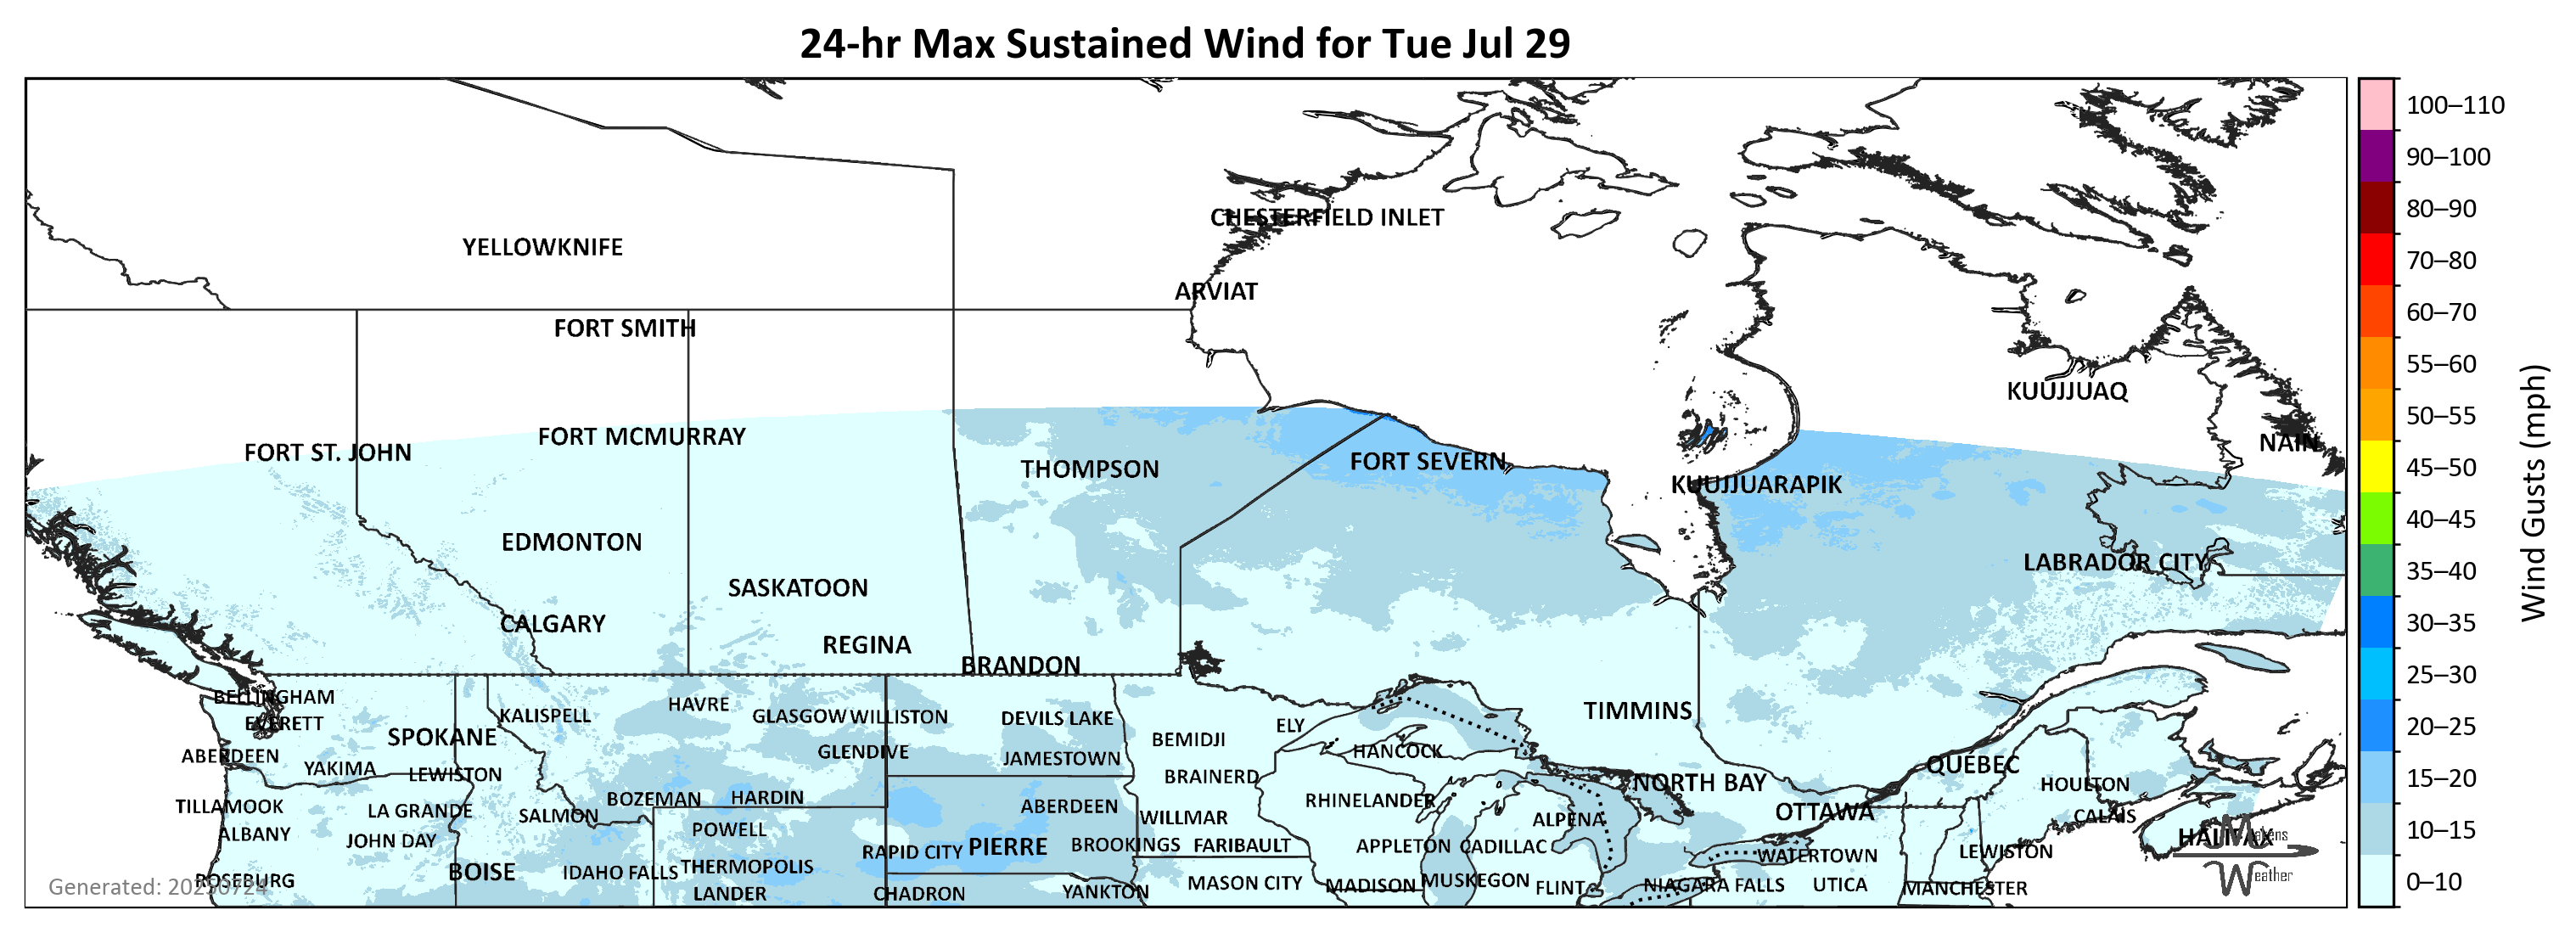 24-hr Max Sustained Wind for Tue Jul 29
100–110
90–100
CHESTERFIELD INLET
80–90
YELLOWKNIFE
70–80
ARVIAT
60–70
FORT SMITH
55–60
KUUJJUAQ
50–55
FORT MCMURRAY
NAIN
FORT ST. JOHN
FORT SEVERN
THOMPSON
45–50
KUUJJUARAPIK
40–45
EDMONTON
LABRADOR CITY
35–40
SASKATOON
CALGARY
30–35
REGINA
BRANDON
25–30
Wind Gusts (mph)
BELLINGHAM
HAVRE
TIMMINS
KALISPELL
GLASGOW
WILLISTON
DEVILS LAKE
EVERETT
ELY
20–25
SPOKANE
BEMIDJI
HANCOCK
GLENDIVE
ABERDEEN
JAMESTOWN
QUEBEC
YAKIMA
LEWISTON
BRAINERD
15–20
NORTH BAY
HOULTON
BOZEMAN
HARDIN
RHINELANDER
TILLAMOOK
LA GRANDE
ABERDEEN
OTTAWA
SALMON
CALAIS
WILLMAR
ALPENA
POWELL
10–15
ALBANY
HALIFAX
Makens
Weather
JOHN DAY
BROOKINGS
FARIBAULT
APPLETON
CADILLAC
PIERRE
RAPID CITY
LEWISTON
WATERTOWN
THERMOPOLIS
IDAHO FALLS
BOISE
ROSEBURG
MUSKEGON
MASON CITY
MADISON
NIAGARA FALLS
UTICA
0–10
Generated: 20250724
FLINT
MANCHESTER
YANKTON
LANDER
CHADRON